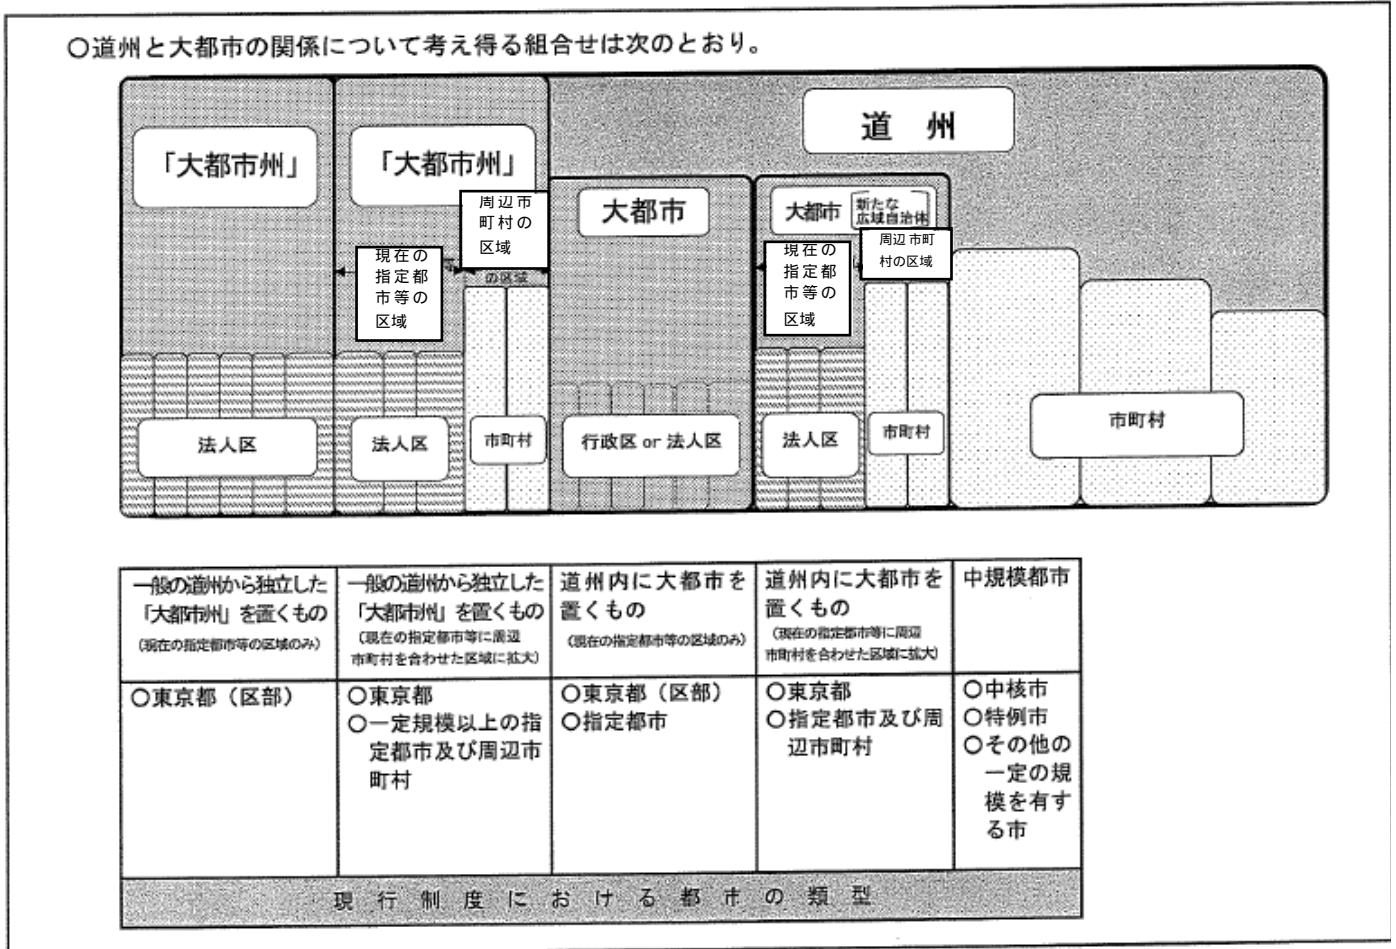 ○道州と大都市の関係について考え得る組合せは次のとおり。
道 州
「大都市州」
「大都市州」
周辺市
町村の
区域
現在の
指定都
市等の
区域
の区域
大都市
大都市
新たな
広域自治体
周辺市町
村の区域
現在の
指定都
市等の
区域
法人区
法人区
市町村
行政区 or 法人区
法人区
市町村
市町村
一般の道州から独立した
「大都市州」を置くもの
(現在の指定都市等の区域のみ)
一般の道州から独立した
「大都市州」を置くもの
(現在の指定都市等に周辺
市町村を合わせた区域に拡大)
道州内に大都市を
置くもの
(現在の指定都市等の区域のみ)
道州内に大都市を
置くもの
(現在の指定都市等に周辺
市町村を合わせた区域に拡大)
中規模都市
○東京都(区部)
○東京都
○一定規模以上の指
定都市及び周辺市
町村
○東京都(区部)
○指定都市
○東京都
○指定都市及び周
辺市町村
○中核市
○特例市
○その他の
一定の規
模を有す
る市
現行制度における都市の類型